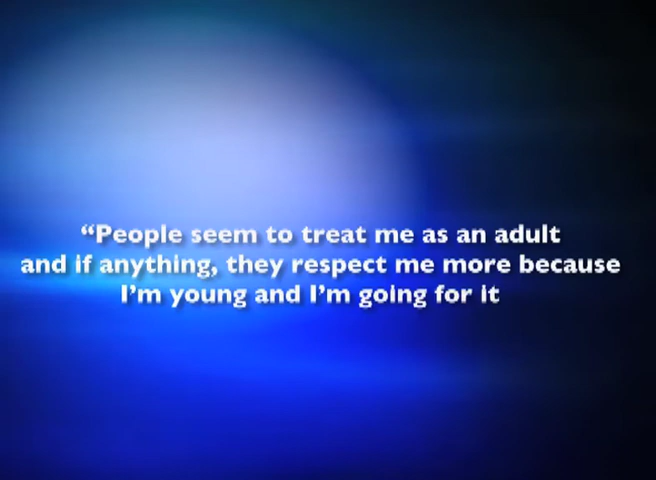 “People seem to treat me as an adult
and if anything, they respect me more because
I’m young and I’m going for it